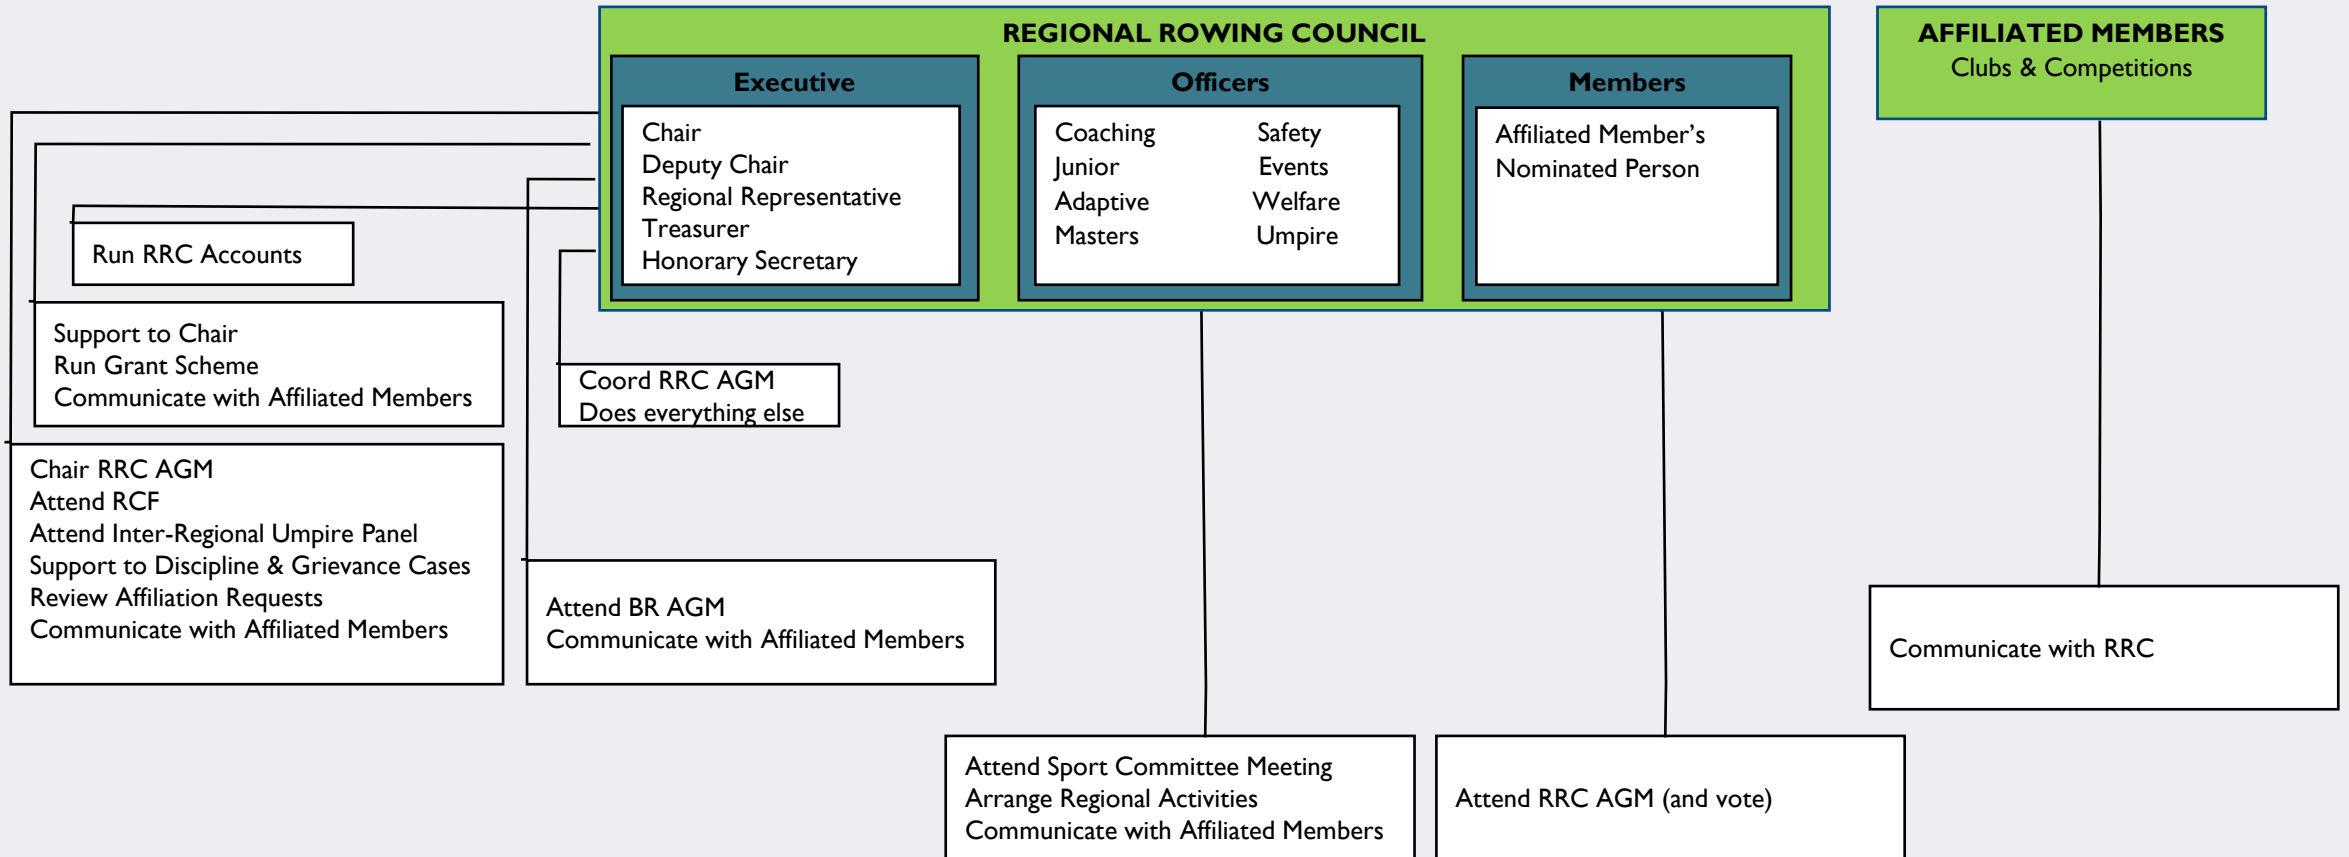 REGIONAL ROWING COUNCIL
Executive
Chair
Deputy Chair
Regional Representative
Treasurer
Honorary Secretary
Officers
Coaching Safety
Junior Events
Adaptive Welfare
Masters Umpire
Members
Affiliated Member’s
Nominated Person
AFFILIATED MEMBERS
Clubs & Competitions
Run RRC Accounts
Support to Chair
Run Grant Scheme
Communicate with Affiliated Members
Coord RRC AGM
Does everything else
Chair RRC AGM
Attend RCF
Attend Inter-Regional Umpire Panel
Support to Discipline & Grievance Cases
Review Affiliation Requests
Communicate with Affiliated Members
Attend BR AGM
Communicate with Affiliated Members
Communicate with RRC
Attend Sport Committee Meeting
Arrange Regional Activities
Communicate with Affiliated Members
Attend RRC AGM (and vote)